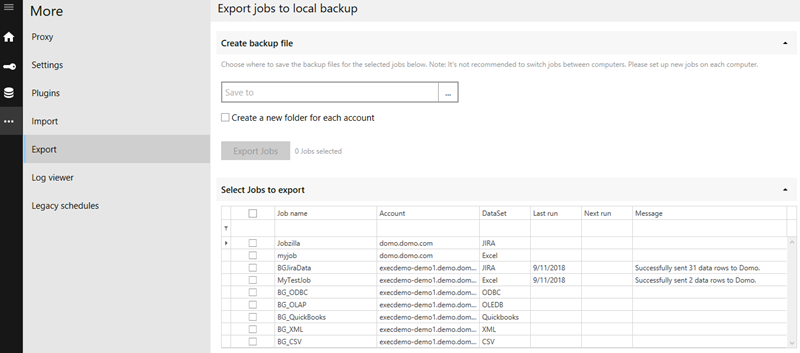 More
Proxy
Settings
Plugins
Import
Export
Log viewer
Legacy schedules
Export jobs to local backup
Create backup file
Choose where to save the backup files for the selected jobs below. Note: It's not recommended to switch jobs between computers. Please set up new jobs on each computer.
Save to ...
Create a new folder for each account
Export Jobs 0 Jobs selected
Select Jobs to export
Job name Account DataSet Last run Next run Message
Jobzilla domo.domo.com JIRA
myjob domo.domo.com Excel
BGJiraData execdemo-demo1.demo.dom... JIRA 9/11/2018 Successfully sent 31 data rows to Domo.
MyTestJob execdemo-demo1.demo.dom... Excel 9/11/2018 Successfully sent 2 data rows to Domo.
BG_ODBC execdemo-demo1.demo.dom... ODBC
BG_OLAP execdemo-demo1.demo.dom... OLEDB
BG_QuickBooks execdemo-demo1.demo.dom... Quickbooks
BG_XML execdemo-demo1.demo.dom... XML
BG_CSV execdemo-demo1.demo.dom... CSV